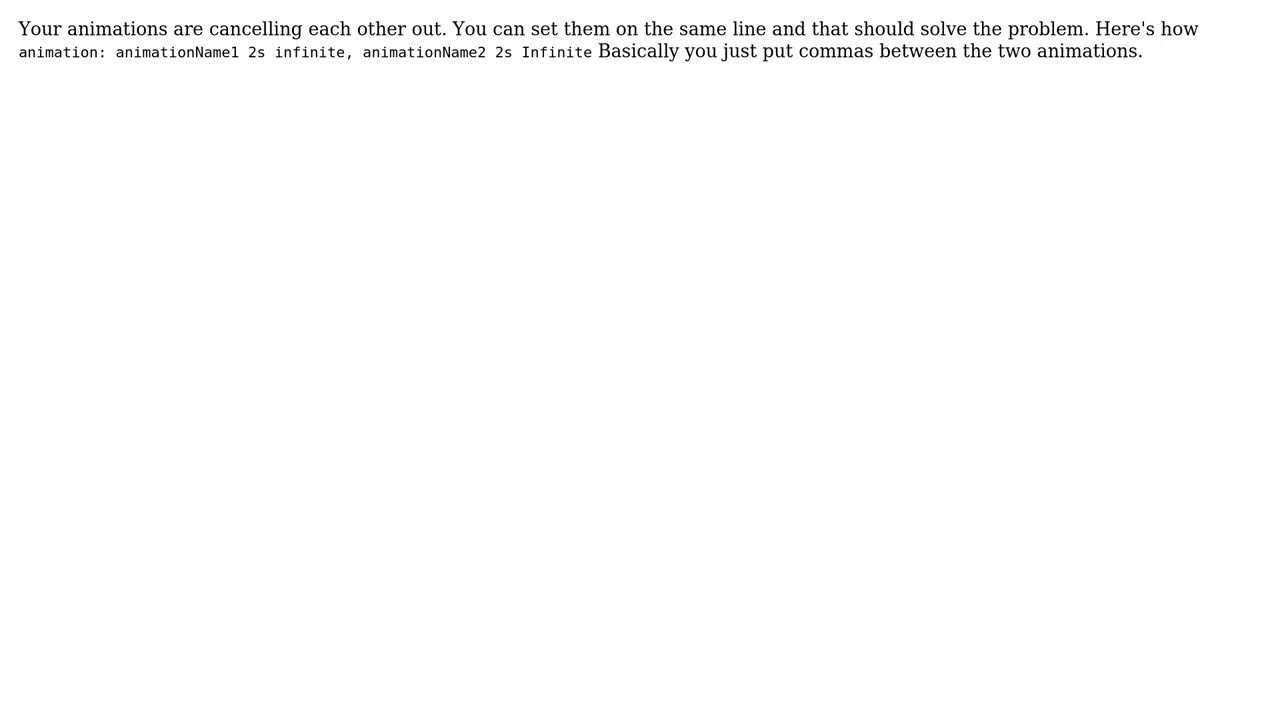 Your animations are cancelling each other out. You can set them on the same line and that should solve the problem. Here's how
animation: animationName1 2s infinite, animationName2 2s Infinite Basically you just put commas between the two animations.